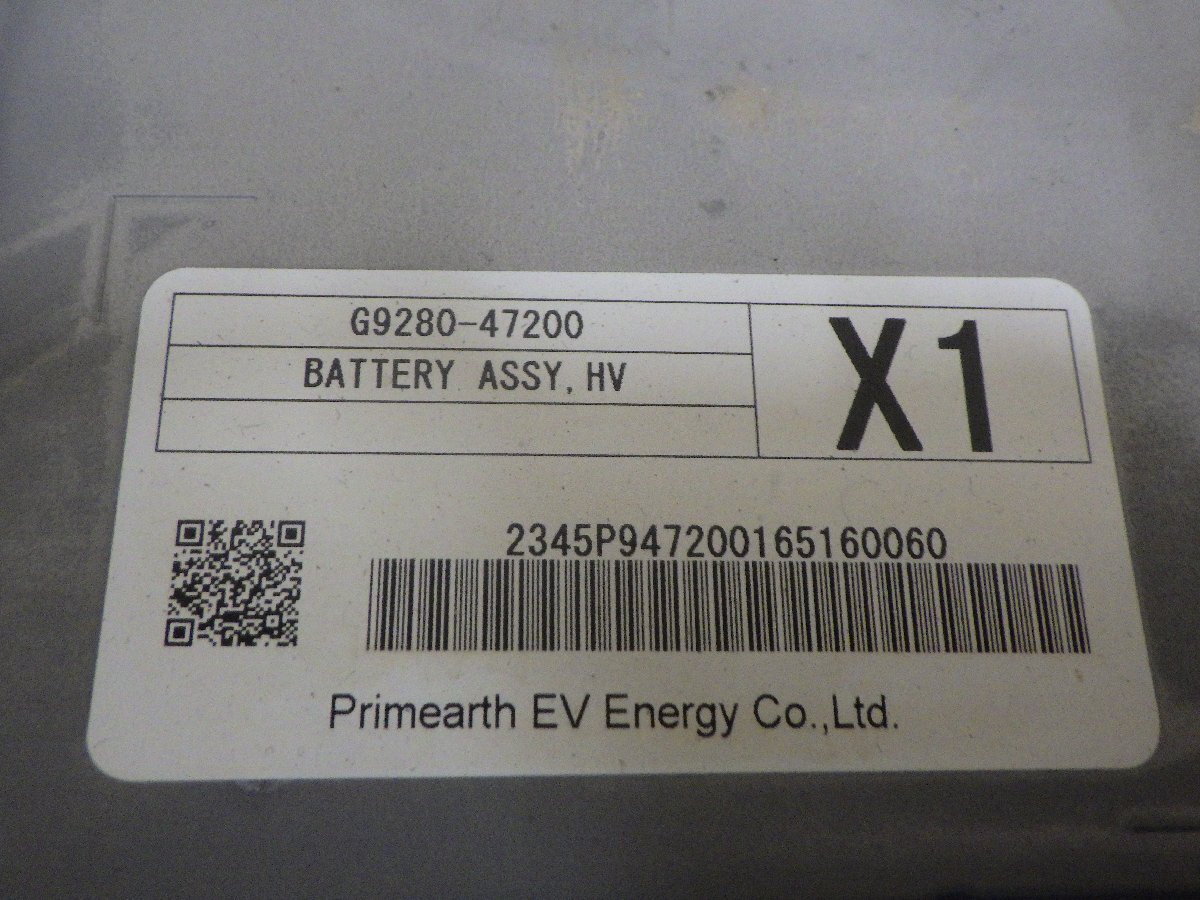 G9280-47200
BATTERY ASSY, HV
X1
2345P947200165160060
Primearth EV Energy Co.,Ltd.